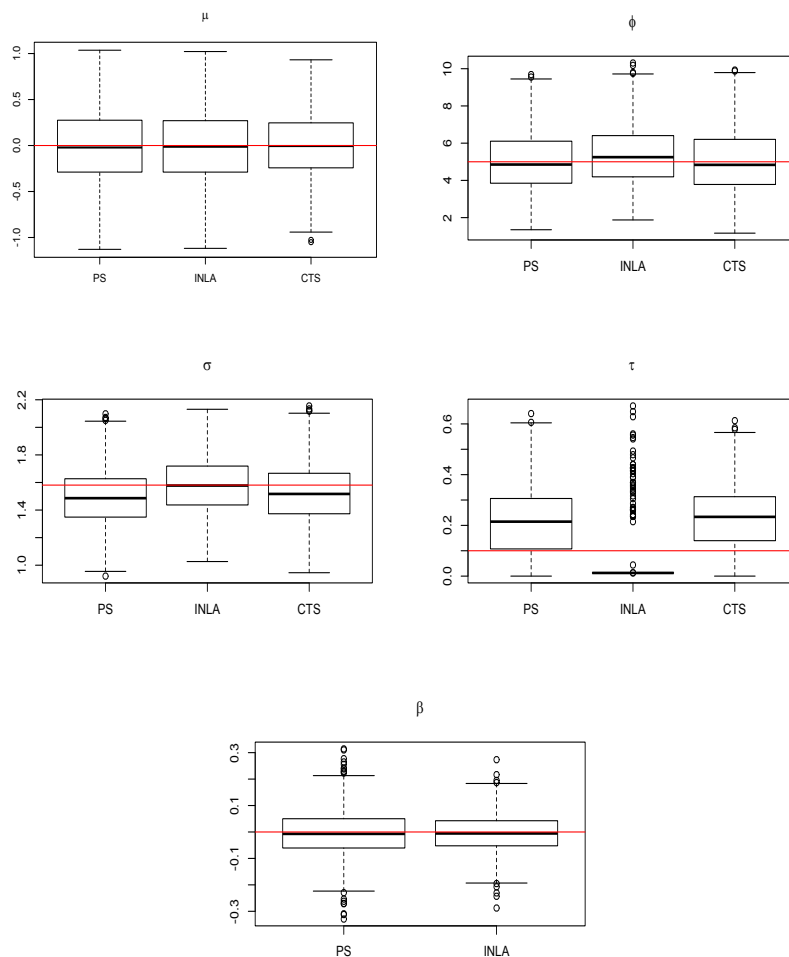 μ
1.0
0.5
0.0
-0.5
-1.0
PS INLA CTS
ϕ
10
8
6
4
2
PS INLA CTS
σ
2.2
1.8
1.4
1.0
PS INLA CTS
τ
0.6
0.4
0.2
0.0
PS INLA CTS
β
0.3
0.1
-0.1
-0.3
PS INLA